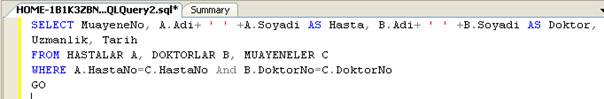 HOME-1B1K3ZBN...QLQuery2.sql* Summary
SELECT MuayeneNo, A.Adi+ ' ' +A.Soyadi AS Hasta, B.Adi+ ' ' +B.Soyadi AS Doktor,
Uzmanlik, Tarih
FROM HASTALAR A, DOKTORLAR B, MUAYENELER C
WHERE A.HastaNo=C.HastaNo And B.DoktorNo=C.DoktorNo
GO